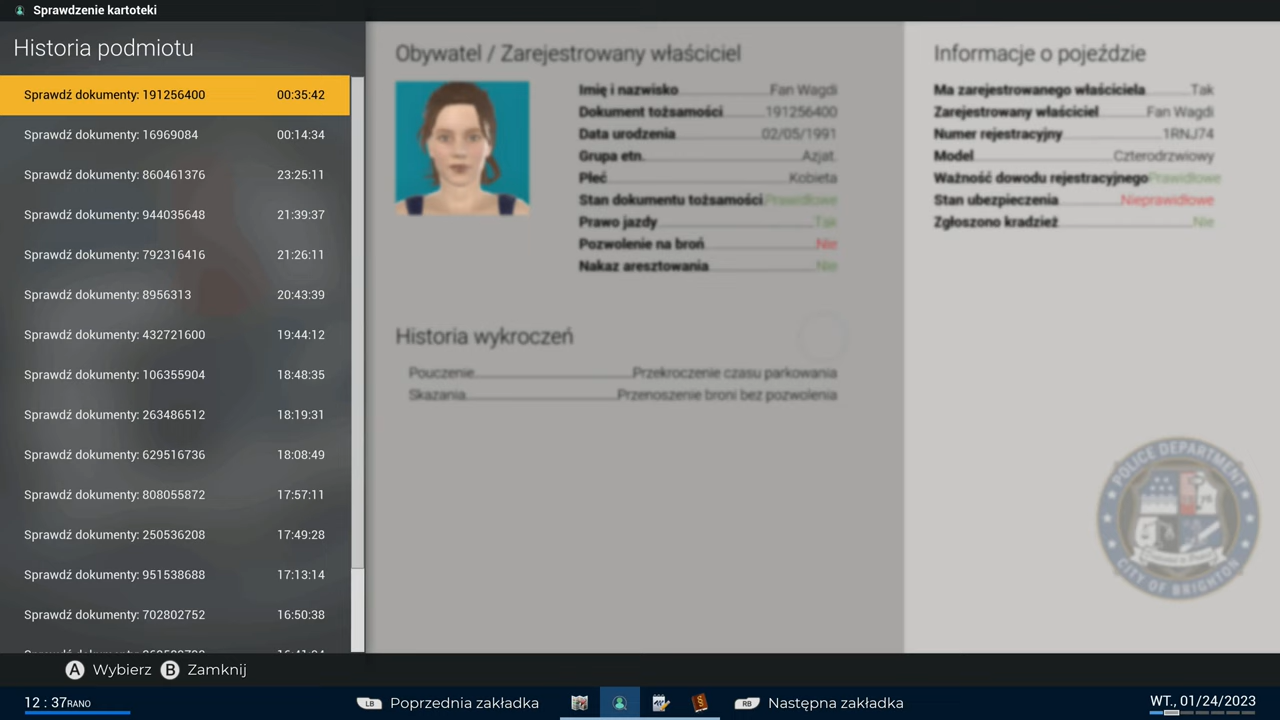 Sprawdzenie kartoteki
Historia podmiotu
Sprawdź dokumenty: 191256400 00:35:42
Sprawdź dokumenty: 16969084 00:14:34
Sprawdź dokumenty: 860461376 23:25:11
Sprawdź dokumenty: 944035648 21:39:37
Sprawdź dokumenty: 792316416 21:26:11
Sprawdź dokumenty: 8956313 20:43:39
Sprawdź dokumenty: 432721600 19:44:12
Sprawdź dokumenty: 106355904 18:48:35
Sprawdź dokumenty: 263486512 18:19:31
Sprawdź dokumenty: 629516736 18:08:49
Sprawdź dokumenty: 808055872 17:57:11
Sprawdź dokumenty: 250536208 17:49:28
Sprawdź dokumenty: 951538688 17:13:14
Sprawdź dokumenty: 702802752 16:50:38
Obywatel / Zarejestrowany właściciel
Imię i nazwisko Fan Wagdi
Dokument tożsamości 191256400
Data urodzenia 02/05/1991
Grupa etn. Azjat.
Płeć Kobieta
Stan dokumentu tożsamości Prawidłowe
Prawo jazdy Tak
Pozwolenie na broń Nie
Nakaz aresztowania Nie
Historia wykroczeń
Pouczenie Przekroczenie czasu parkowania
Skazania Przenoszenie broni bez pozwolenia
Informacje o pojeździe
Ma zarejestrowanego właściciela Tak
Zarejestrowany właściciel Fan Wagdi
Numer rejestracyjny 1RNJ74
Model Czterodrzwiowy
Ważność dowodu rejestracyjnego Prawidłowe
Stan ubezpieczenia Nieprawidłowe
Zgłoszono kradzież Nie
POLICE DEPARTMENT
CITY OF BRIGHTON
A Wybierz B Zamknij
12 : 37 RANO
LB Poprzednia zakładka
RB Następna zakładka
WT., 01/24/2023